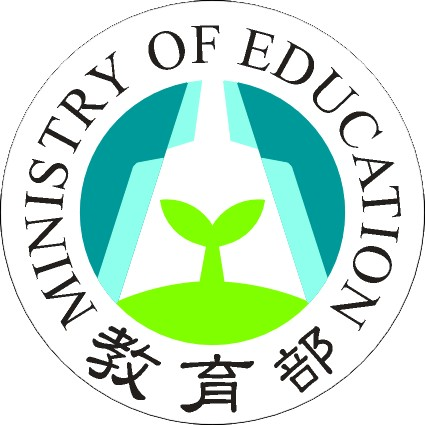 MINISTRY OF EDUCATION
教育部